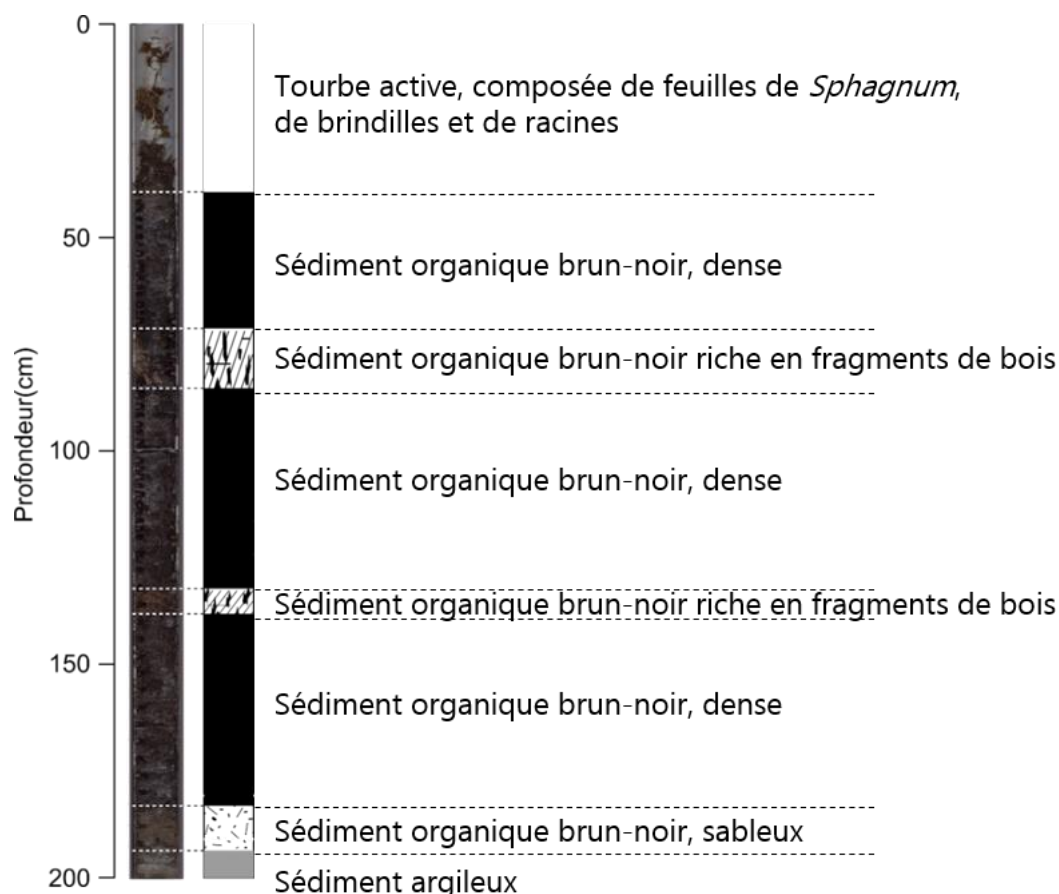 0
Tourbe active, composée de feuilles de Sphagnum,
de brindilles et de racines
50
Sédiment organique brun-noir, dense
Sédiment organique brun-noir riche en fragments de bois
Profondeur(cm)
100
Sédiment organique brun-noir, dense
Sédiment organique brun-noir riche en fragments de bois
150
Sédiment organique brun-noir, dense
Sédiment organique brun-noir, sableux
200
Sédiment argileux